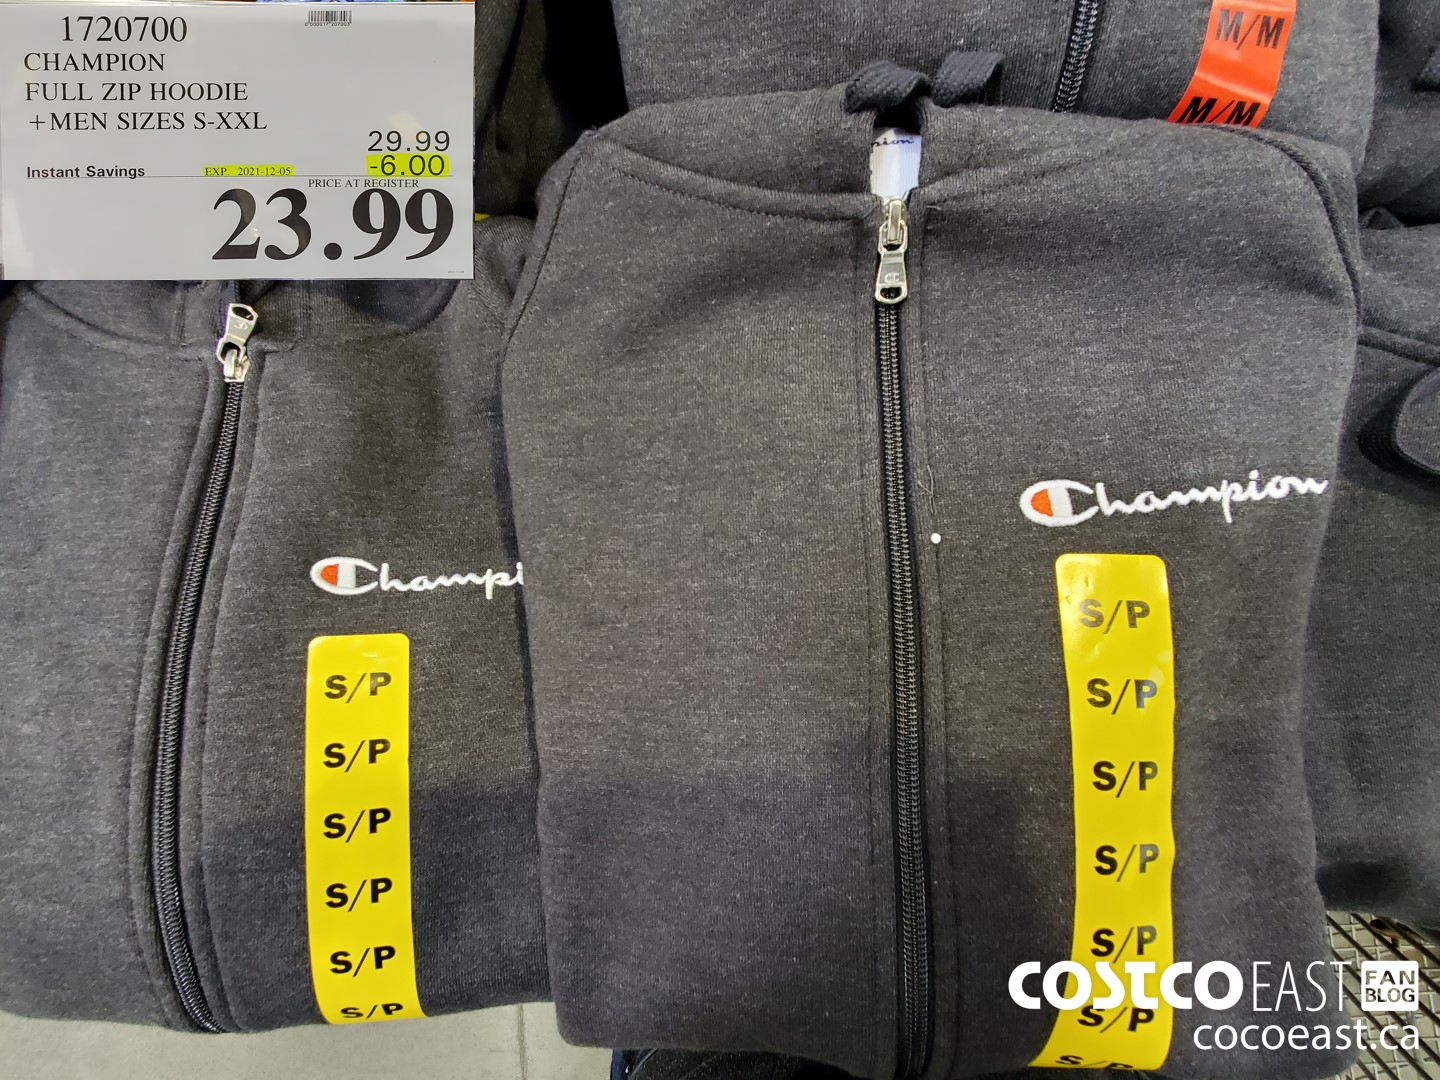 1720700
CHAMPION
FULL ZIP HOODIE
+MEN SIZES S-XXL
29.99
Instant Savings EXP. 2021-12-05 -6.00
PRICE AT REGISTER
23.99
M/M
M/M
Champion
S/P
S/P
S/P
S/P
S/P
S/P
S/P
Champi
S/P
S/P
S/P
S/P
S/P
S/P
COSTCO EAST FAN BLOG
cocoeast.ca